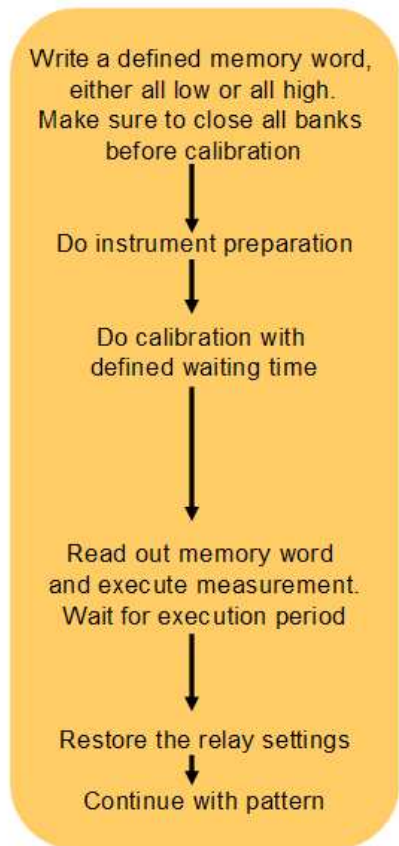 Write a defined memory word,
either all low or all high.
Make sure to close all banks
before calibration
Do instrument preparation
Do calibration with
defined waiting time
Read out memory word
and execute measurement.
Wait for execution period
Restore the relay settings
Continue with pattern